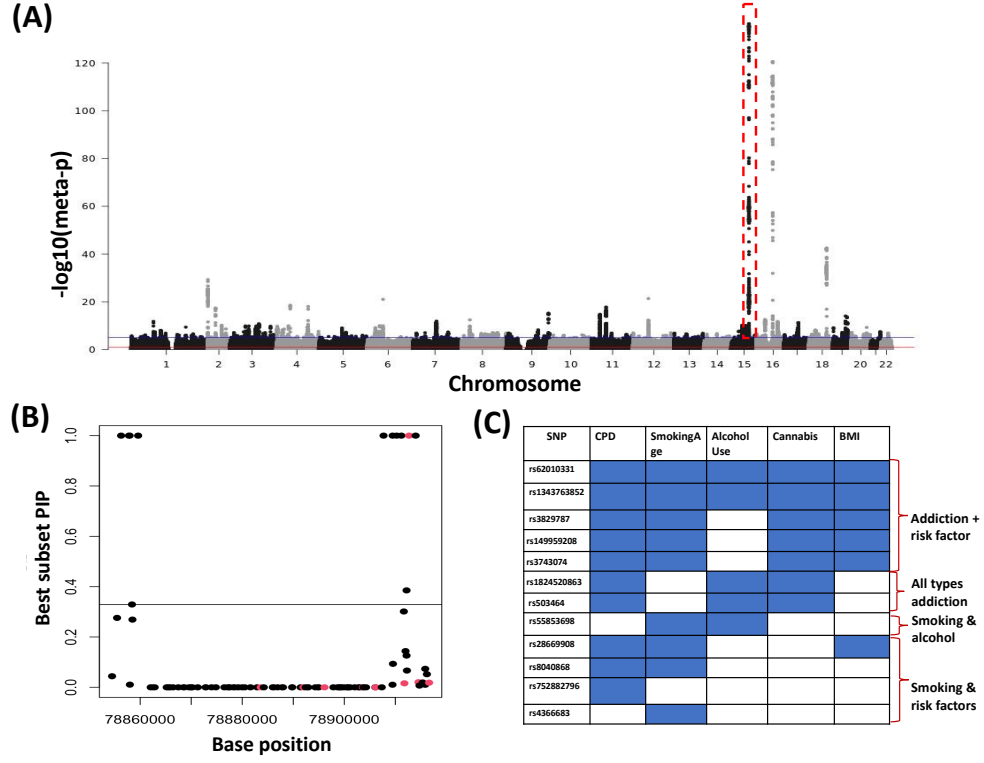 (A)
120
100
80
60
40
20
0
-log10(meta-p)
1 2 3 4 5 6 7 8 9 10 11 12 13 14 15 16 18 20 22
Chromosome
(B)
1.0
0.8
0.6
0.4
0.2
0.0
Best subset PIP
78860000 78880000 78900000
Base position
(C)
SNP CPD SmokingA Alcohol Cannabis BMI
ge Use
rs62010331
rs1343763852
rs3829787
rs149959208
rs3743074
rs1824520863
rs503464
rs55853698
rs28669908
rs8040868
rs752882796
rs4366683
Addiction +
risk factor
All types
addiction
Smoking &
alcohol
Smoking &
risk factors